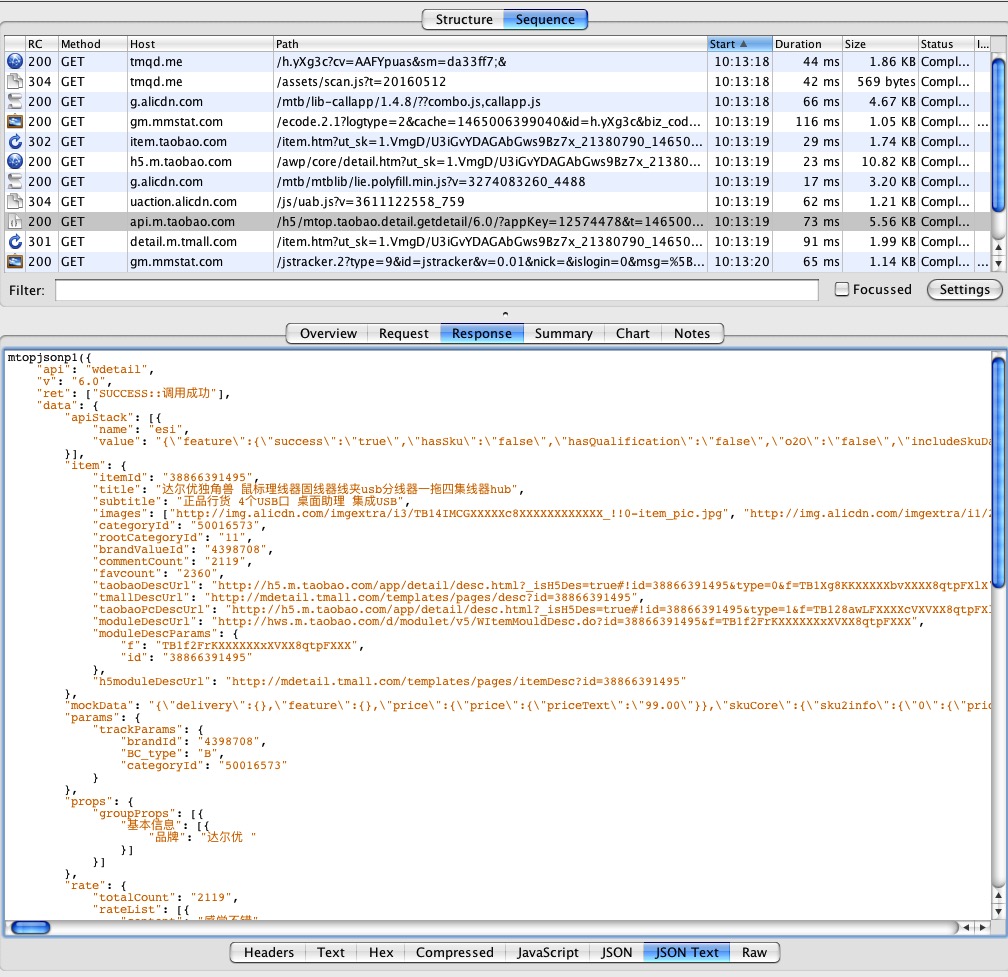 Structure Sequence
RC Method Host Path Start Duration Size Status I...
200 GET tmqd.me /h.yXg3c?cv=AAFYpuas&sm=da33ff7;& 10:13:18 44 ms 1.86 KB Compl...
304 GET tmqd.me /assets/scan.js?t=20160512 10:13:18 42 ms 569 bytes Compl...
200 GET g.alicdn.com /mtb/lib-callapp/1.4.8/??combo.js,callapp.js 10:13:18 66 ms 4.67 KB Compl...
200 GET gm.mmstat.com /ecode.2.1?logtype=2&cache=1465006399040&id=h.yXg3c&biz_cod... 10:13:19 116 ms 1.05 KB Compl... ...
302 GET item.taobao.com /item.htm?ut_sk=1.VmgD/U3iGvYDAGAbGws9Bz7x_21380790_14650... 10:13:19 29 ms 1.74 KB Compl...
200 GET h5.m.taobao.com /awp/core/detail.htm?ut_sk=1.VmgD/U3iGvYDAGAbGws9Bz7x_21380... 10:13:19 23 ms 10.82 KB Compl...
200 GET g.alicdn.com /mtb/mtblib/lie.polyfill.min.js?v=3274083260_4488 10:13:19 17 ms 3.20 KB Compl...
304 GET uaction.alicdn.com /js/uab.js?v=3611122558_759 10:13:19 62 ms 1.21 KB Compl...
200 GET api.m.taobao.com /h5/mtop.taobao.detail.getdetail/6.0/?appKey=12574478&t=146500... 10:13:19 73 ms 5.56 KB Compl...
301 GET detail.m.tmall.com /item.htm?ut_sk=1.VmgD/U3iGvYDAGAbGws9Bz7x_21380790_14650... 10:13:19 91 ms 1.99 KB Compl...
200 GET gm.mmstat.com /jstracker.2?type=9&id=jstracker&v=0.01&nick=&islogin=0&msg=%5B... 10:13:20 65 ms 1.14 KB Compl... ...
Filter: Focussed Settings
Overview Request Response Summary Chart Notes
mtopjsonp1({
"api": "wdetail",
"v": "6.0",
"ret": ["SUCCESS::调用成功"],
"data": {
"apiStack": [{
"name": "esi",
"value": "{\"feature\":{\"success\":\"true\",\"hasSku\":\"false\",\"hasQualification\":\"false\",\"o2O\":\"false\",\"includeSkuDa
}],
"item": {
"itemId": "38866391495",
"title": "达尔优独角兽 鼠标理线器固线器线夹usb分线器一拖四集线器hub",
"subtitle": "正品行货 4个USB口 桌面助理 集成USB",
"images": ["http://img.alicdn.com/imgextra/i3/TB14IMCGXXXXXc8XXXXXXXXXXXX_!!0-item_pic.jpg", "http://img.alicdn.com/imgextra/i1/2
"categoryId": "50016573",
"rootCategoryId": "11",
"brandValueId": "4398708",
"commentCount": "2119",
"favcount": "2360",
"taobaoDescUrl": "http://h5.m.taobao.com/app/detail/desc.html?_isH5Des=true#!id=38866391495&type=0&f=TB1Xg8KKXXXXXbvXXXX8qtpFXlX
"tmallDescUrl": "http://mdetail.tmall.com/templates/pages/desc?id=38866391495",
"taobaoPcDescUrl": "http://h5.m.taobao.com/app/detail/desc.html?_isH5Des=true#!id=38866391495&type=1&f=TB128awLFXXXXcVXVXX8qtpFX
"moduleDescUrl": "http://hws.m.taobao.com/d/modulet/v5/WItemMouldDesc.do?id=38866391495&f=TB1f2FrKXXXXXXxXVXX8qtpFXXX",
"moduleDescParams": {
"f": "TB1f2FrKXXXXXXxXVXX8qtpFXXX",
"id": "38866391495"
},
"h5moduleDescUrl": "http://mdetail.tmall.com/templates/pages/itemDesc?id=38866391495"
},
"mockData": "{\"delivery\":{},\"feature\":{},\"price\":{\"price\":{\"priceText\":\"99.00\"}},\"skuCore\":{\"sku2info\":{\"0\":{\"pric
"params": {
"trackParams": {
"brandId": "4398708",
"BC_type": "B",
"categoryId": "50016573"
}
},
"props": {
"groupProps": [{
"基本信息": [{
"品牌": "达尔优 "
}]
}]
},
"rate": {
"totalCount": "2119",
"rateList": [{
Headers Text Hex Compressed JavaScript JSON JSON Text Raw